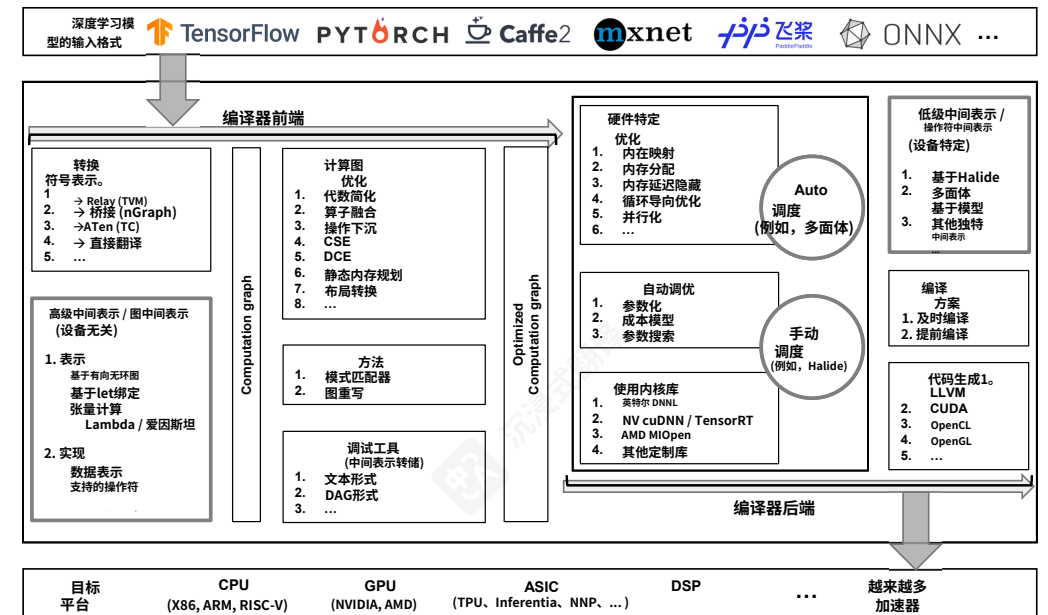 深度学习模
型的输入格式
TensorFlow
PYTORCH
Caffe2
mxnet
飞桨
PaddlePaddle
ONNX
...
编译器前端
转换
符号表示。
1 → Relay (TVM)
2. → 桥接 (nGraph)
3. →ATen (TC)
4. → 直接翻译
5. …
高级中间表示 / 图中间表示
(设备无关)
1. 表示
基于有向无环图
基于let绑定
张量计算
Lambda / 爱因斯坦
2. 实现
数据表示
支持的操作符
Computation graph
计算图
优化
1. 代数简化
2. 算子融合
3. 操作下沉
4. CSE
5. DCE
6. 静态内存规划
7. 布局转换
8. …
方法
1. 模式匹配器
2. 图重写
调试工具
(中间表示转储)
1. 文本形式
2. DAG形式
3. …
Optimized
Computation graph
硬件特定
优化
1. 内在映射
2. 内存分配
3. 内存延迟隐藏
4. 循环导向优化
5. 并行化
6. …
Auto
调度
(例如，多面体)
自动调优
1. 参数化
2. 成本模型
3. 参数搜索
手动
调度
(例如，Halide)
使用内核库
1. 英特尔 DNNL
2. NV cuDNN / TensorRT
3. AMD MIOpen
4. 其他定制库
低级中间表示 /
操作符中间表示
(设备特定)
1. 基于Halide
2. 多面体
基于模型
3. 其他独特
中间表示
...
编译
方案
1. 及时编译
2. 提前编译
代码生成1。
LLVM
2. CUDA
3. OpenCL
4. OpenGL
5. …
编译器后端
沉浸式翻译
目标
平台
CPU
(X86, ARM, RISC-V)
GPU
(NVIDIA, AMD)
ASIC
(TPU、Inferentia、NNP、... )
DSP
...
越来越多
加速器